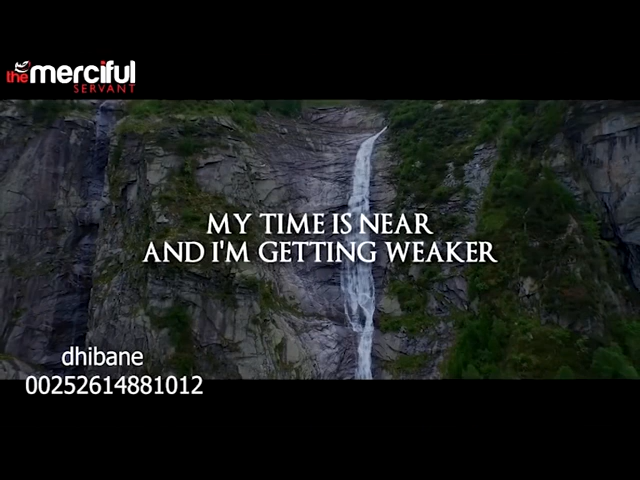 the merciful
SERVANT
MY TIME IS NEAR
AND I'M GETTING WEAKER
dhibane
00252614881012